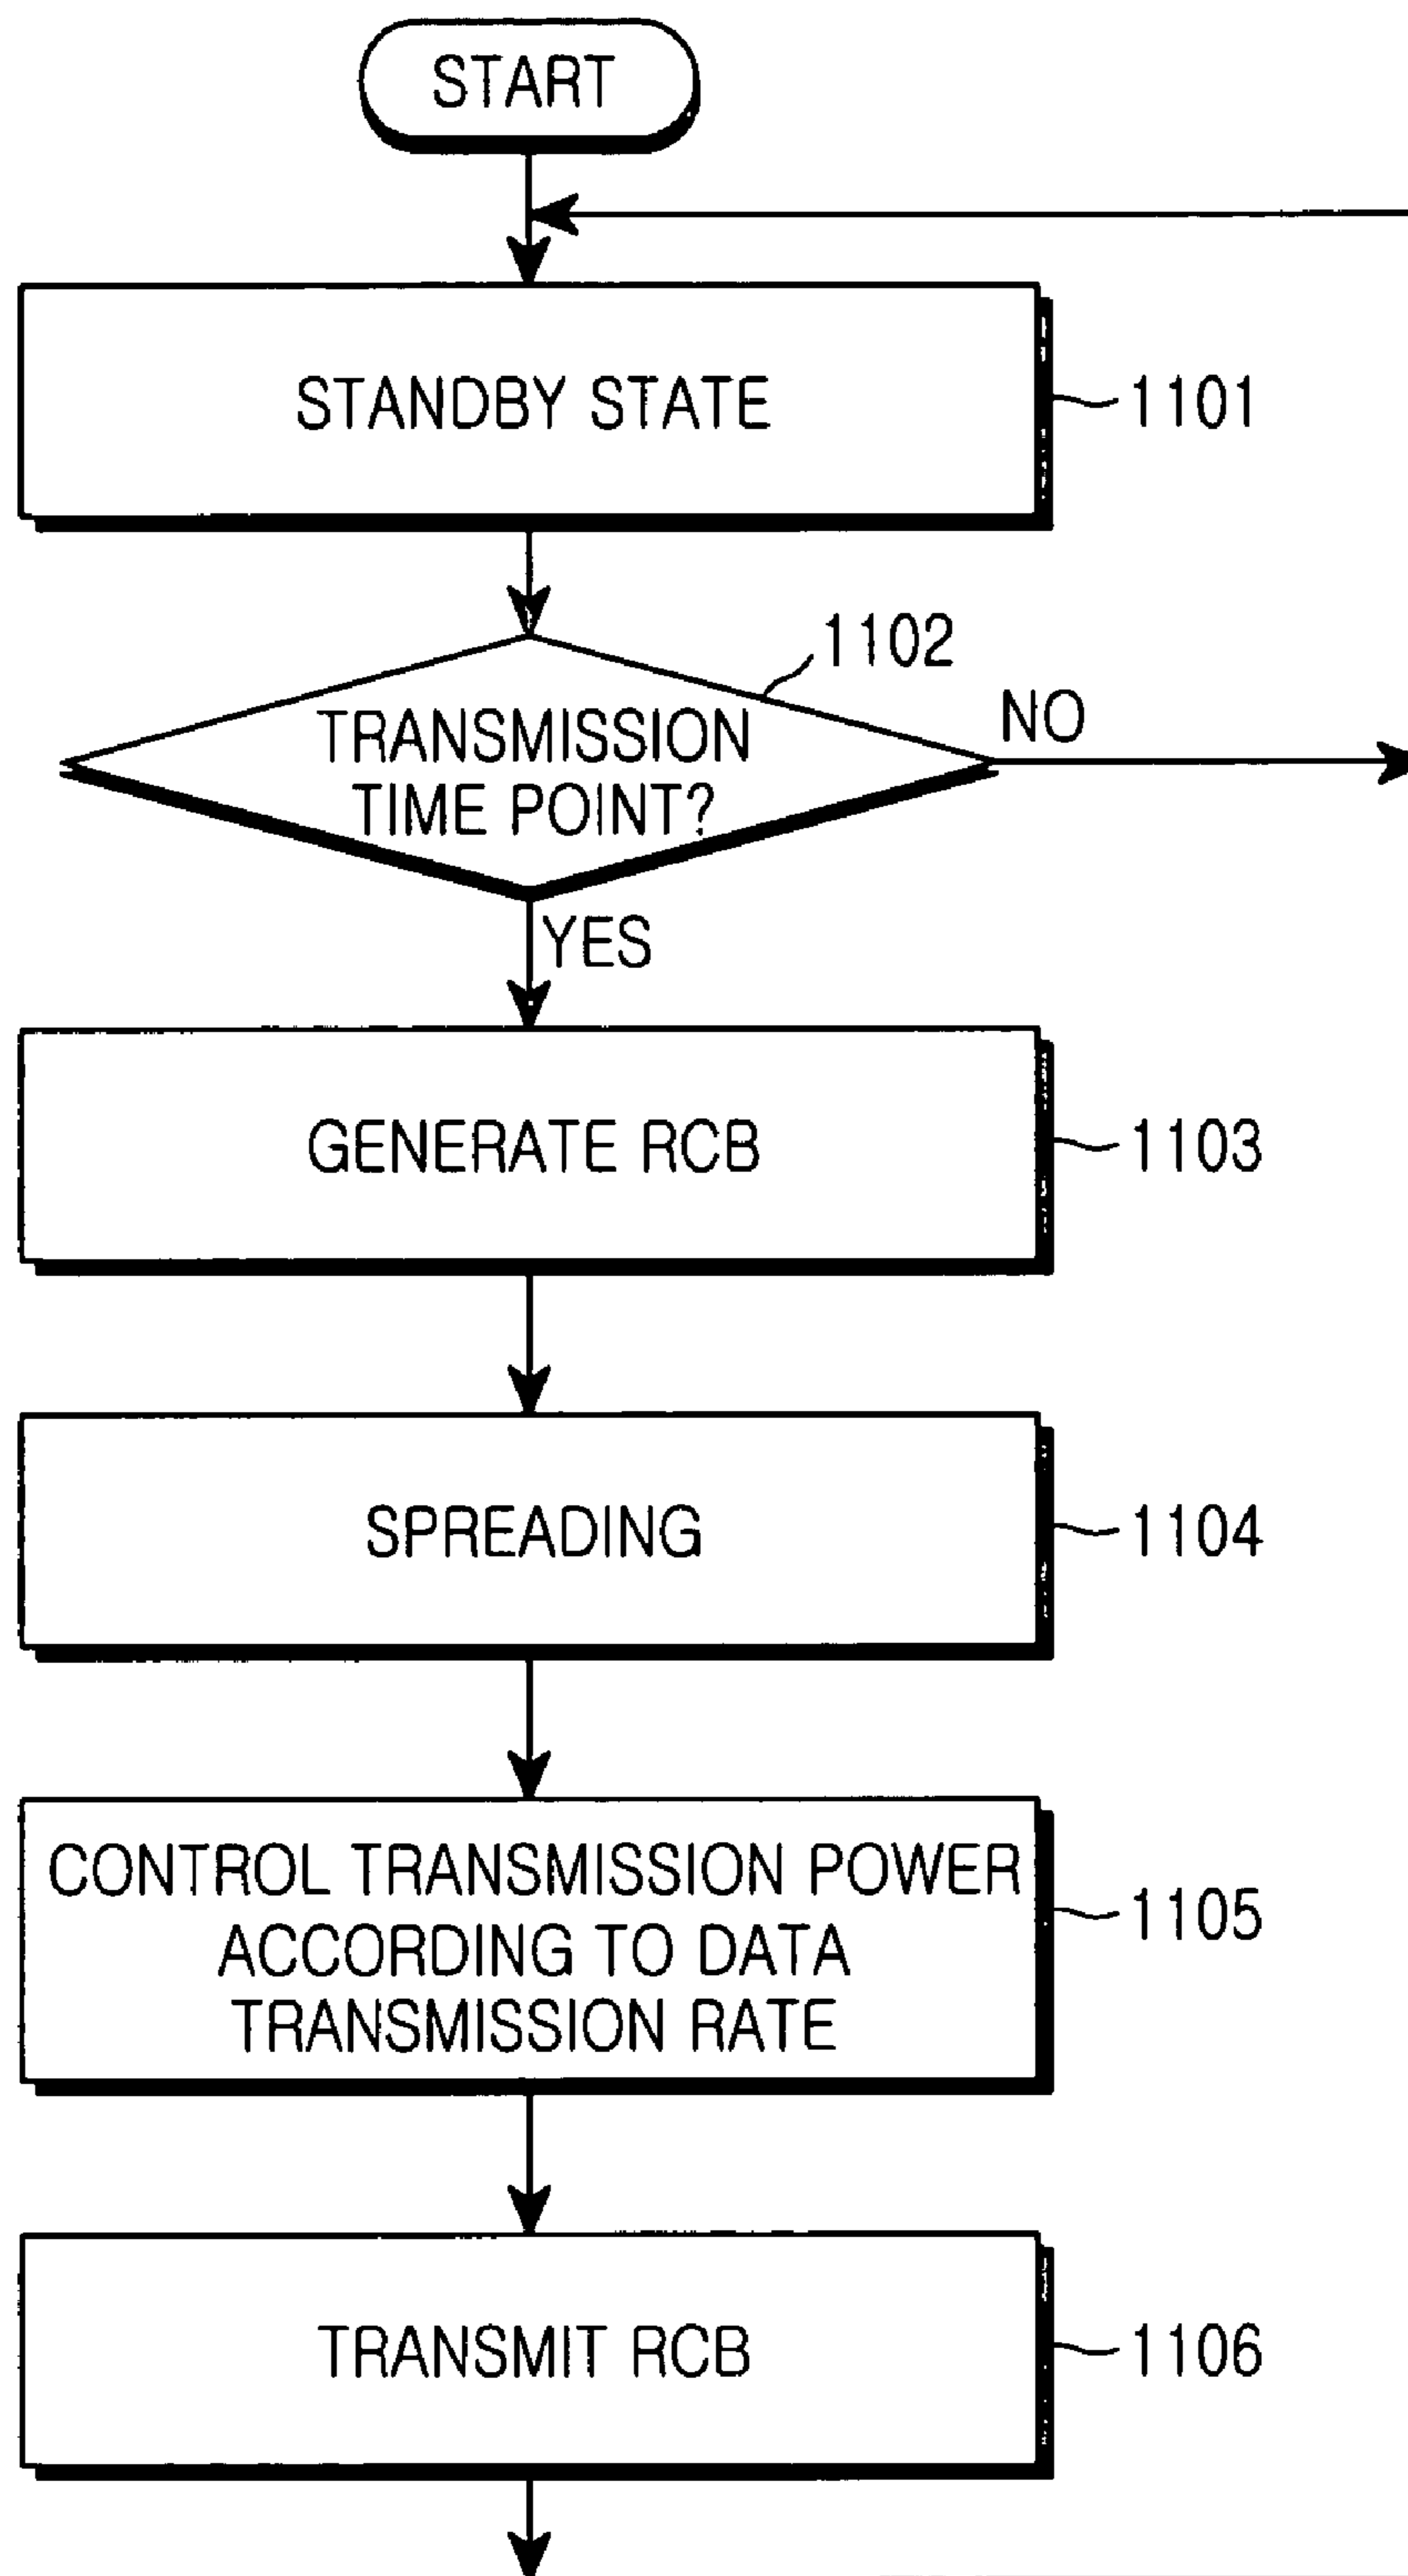 START
STANDBY STATE
1101
1102
TRANSMISSION
TIME POINT?
NO
YES
GENERATE RCB
1103
SPREADING
1104
CONTROL TRANSMISSION POWER
ACCORDING TO DATA
TRANSMISSION RATE
1105
TRANSMIT RCB
1106